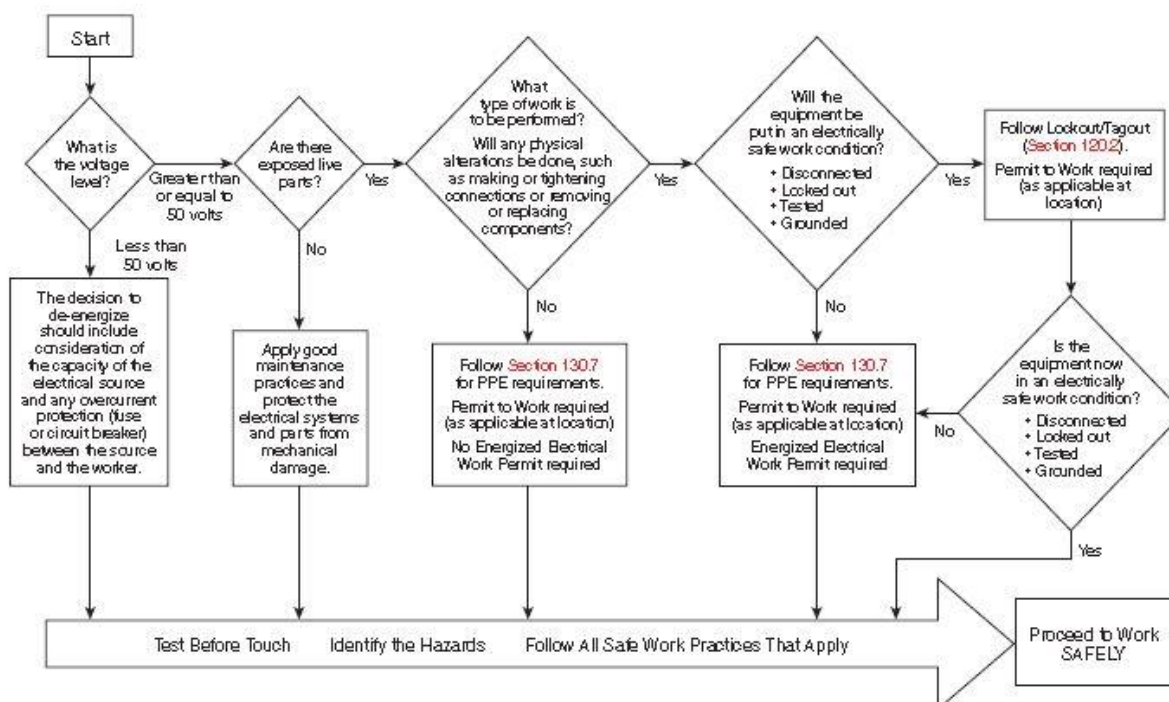 Start
What is
the voltage
level?
Greater than
or equal to
50 volts
Less than
50 volts
The decision to
de-energize
should include
consideration of
the capacity of the
electrical source
and any overcurrent
protection (fuse
or circuit breaker)
between the source
and the worker.
Are there
exposed live
parts?
Yes
No
Apply good
maintenance
practices and
protect the
electrical systems
and parts from
mechanical
damage.
What
type of work is
to be performed?
Will any physical
alterations be done, such
as making or tightening
connections or removing
or replacing
components?
Yes
No
Follow Section 130.7
for PPE requirements.
Permit to Work required
(as applicable at location)
No Energized Electrical
Work Permit required
Will the
equipment be
put in an electrically
safe work condition?
• Disconnected
• Locked out
• Tested
• Grounded
Yes
No
Follow Section 130.7
for PPE requirements.
Permit to Work required
(as applicable at location)
Energized Electrical
Work Permit required
Follow Lockout/Tagout
(Section 120.2).
Permit to Work required
(as applicable at
location)
Is the
equipment now
in an electrically
safe work condition?
• Disconnected
• Locked out
• Tested
• Grounded
No
Yes
Test Before Touch Identify the Hazards Follow All Safe Work Practices That Apply
Proceed to Work
SAFELY